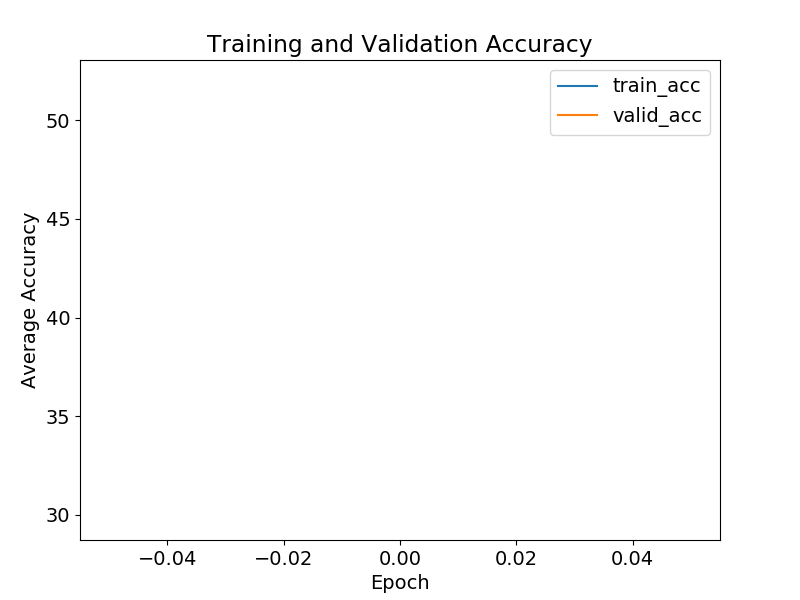 Training and Validation Accuracy
train_acc
valid_acc
Average Accuracy
50
45
40
35
30
−0.04
−0.02
0.00
0.02
0.04
Epoch